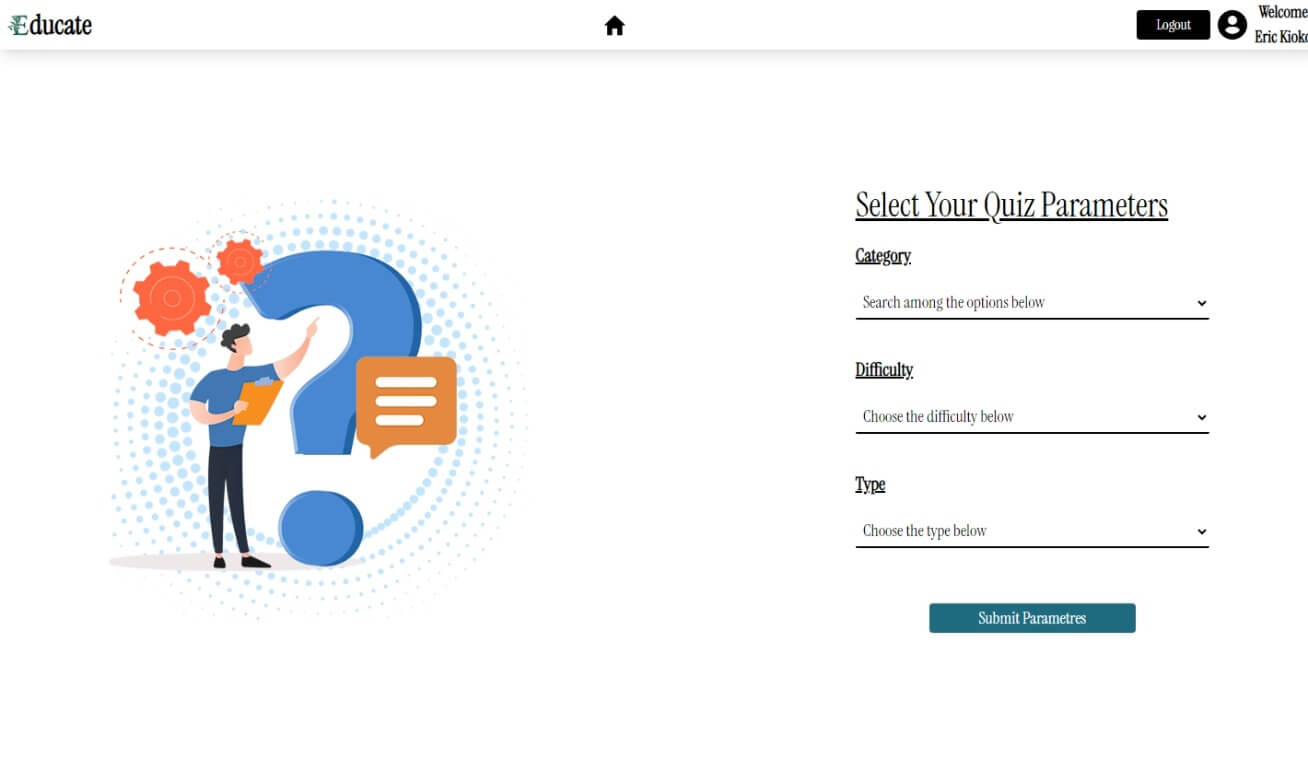 Educate
Logout
Welcome
Eric Kioko
Select Your Quiz Parameters
Category
Search among the options below
Difficulty
Choose the difficulty below
Type
Choose the type below
Submit Parametres